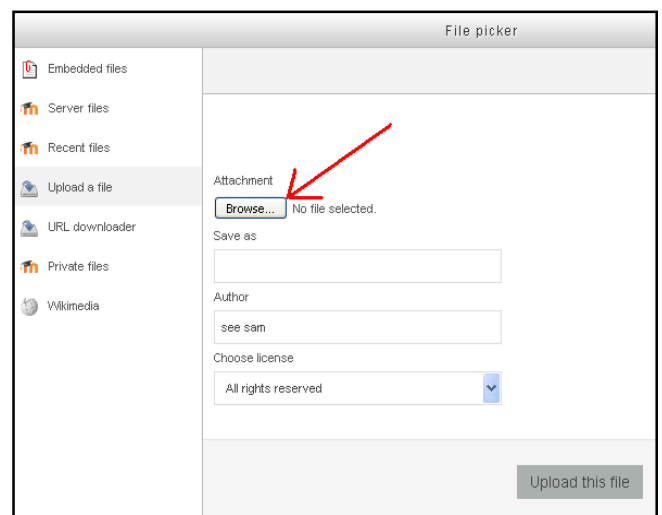 File picker
Embedded files
Server files
Recent files
Upload a file
URL downloader
Private files
Wikimedia
Attachment
Browse... No file selected.
Save as
Author
see sam
Choose license
All rights reserved
Upload this file